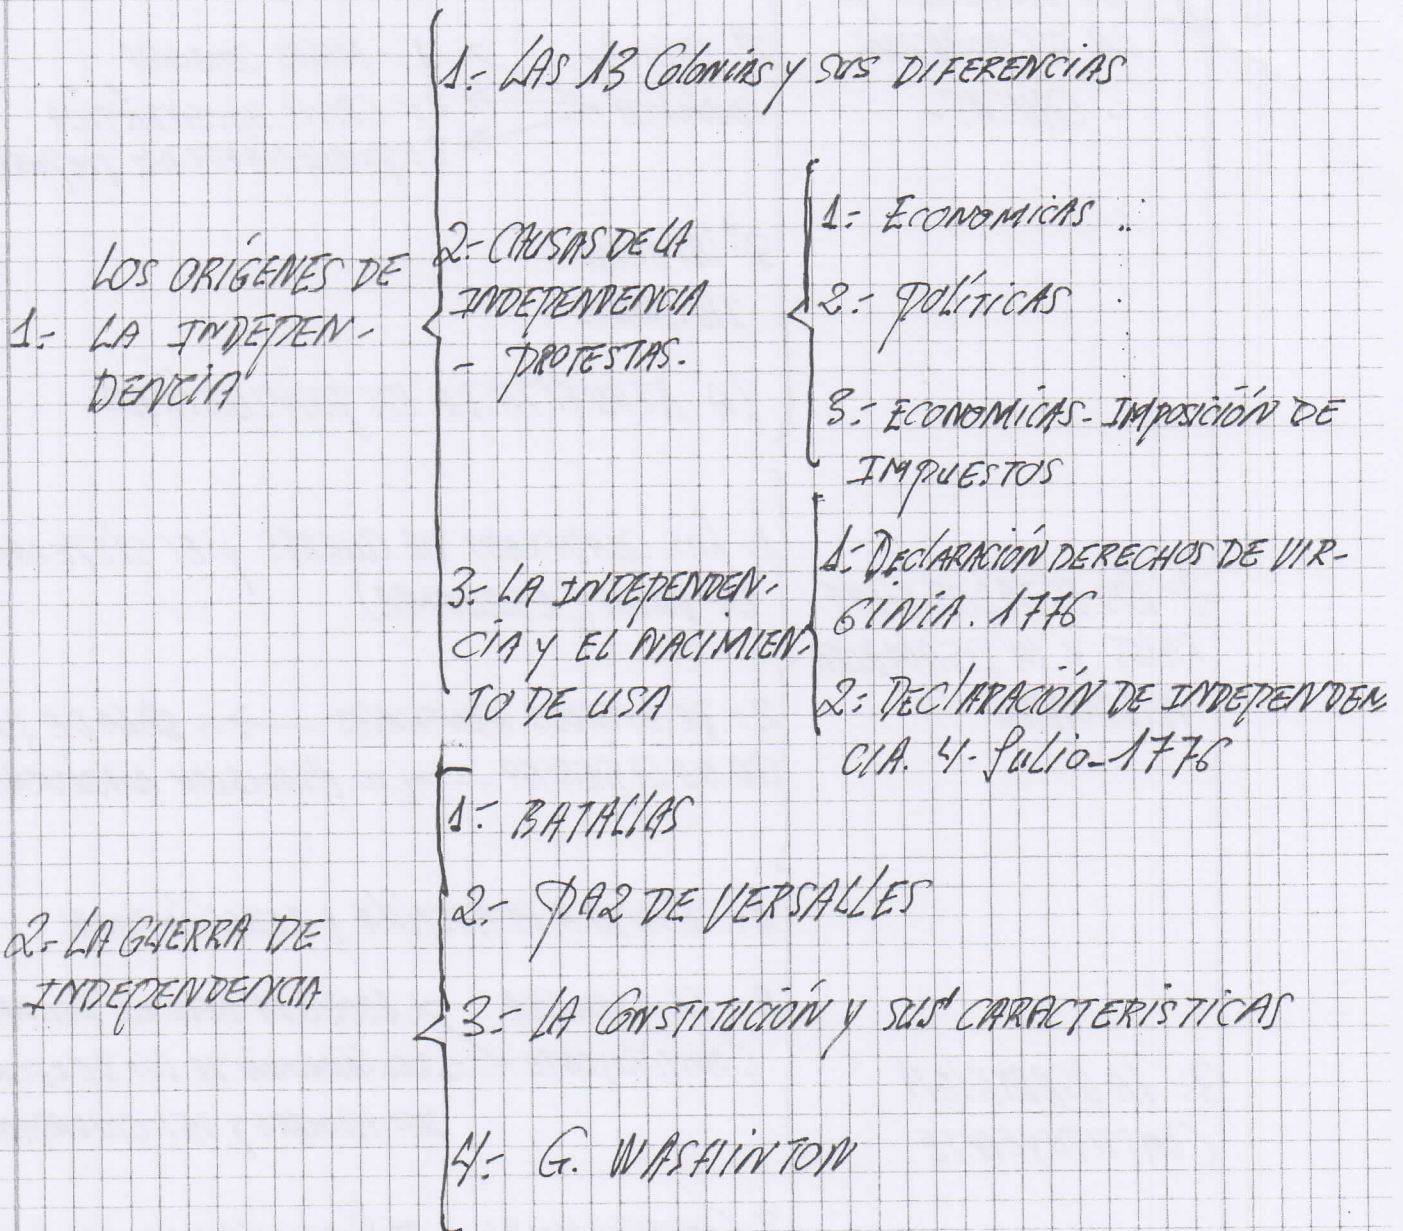 1.- LOS ORÍGENES DE
LA INDEPEN-
DENCIA
1.- LAS 13 Colonias y sus DIFERENCIAS
2.- CAUSAS DE LA
INDEPENDENCIA
- PROTESTAS.
1.- ECONOMICAS
2.- POLÍTICAS
3.- ECONOMICAS - IMPOSICIÓN DE
IMPUESTOS
3.- LA INDEPENDEN-
CIA Y EL NACIMIEN-
TO DE USA
1.- DECLARACIÓN DERECHOS DE VIR-
GINIA. 1776
2.- DECLARACIÓN DE INDEPENDEN-
CIA. 4-Julio-1776
2.- LA GUERRA DE
INDEPENDENCIA
1.- BATALLAS
2.- PAZ DE VERSALLES
3.- LA CONSTITUCIÓN Y SUS CARACTERISTICAS
4.- G. WASHINTON